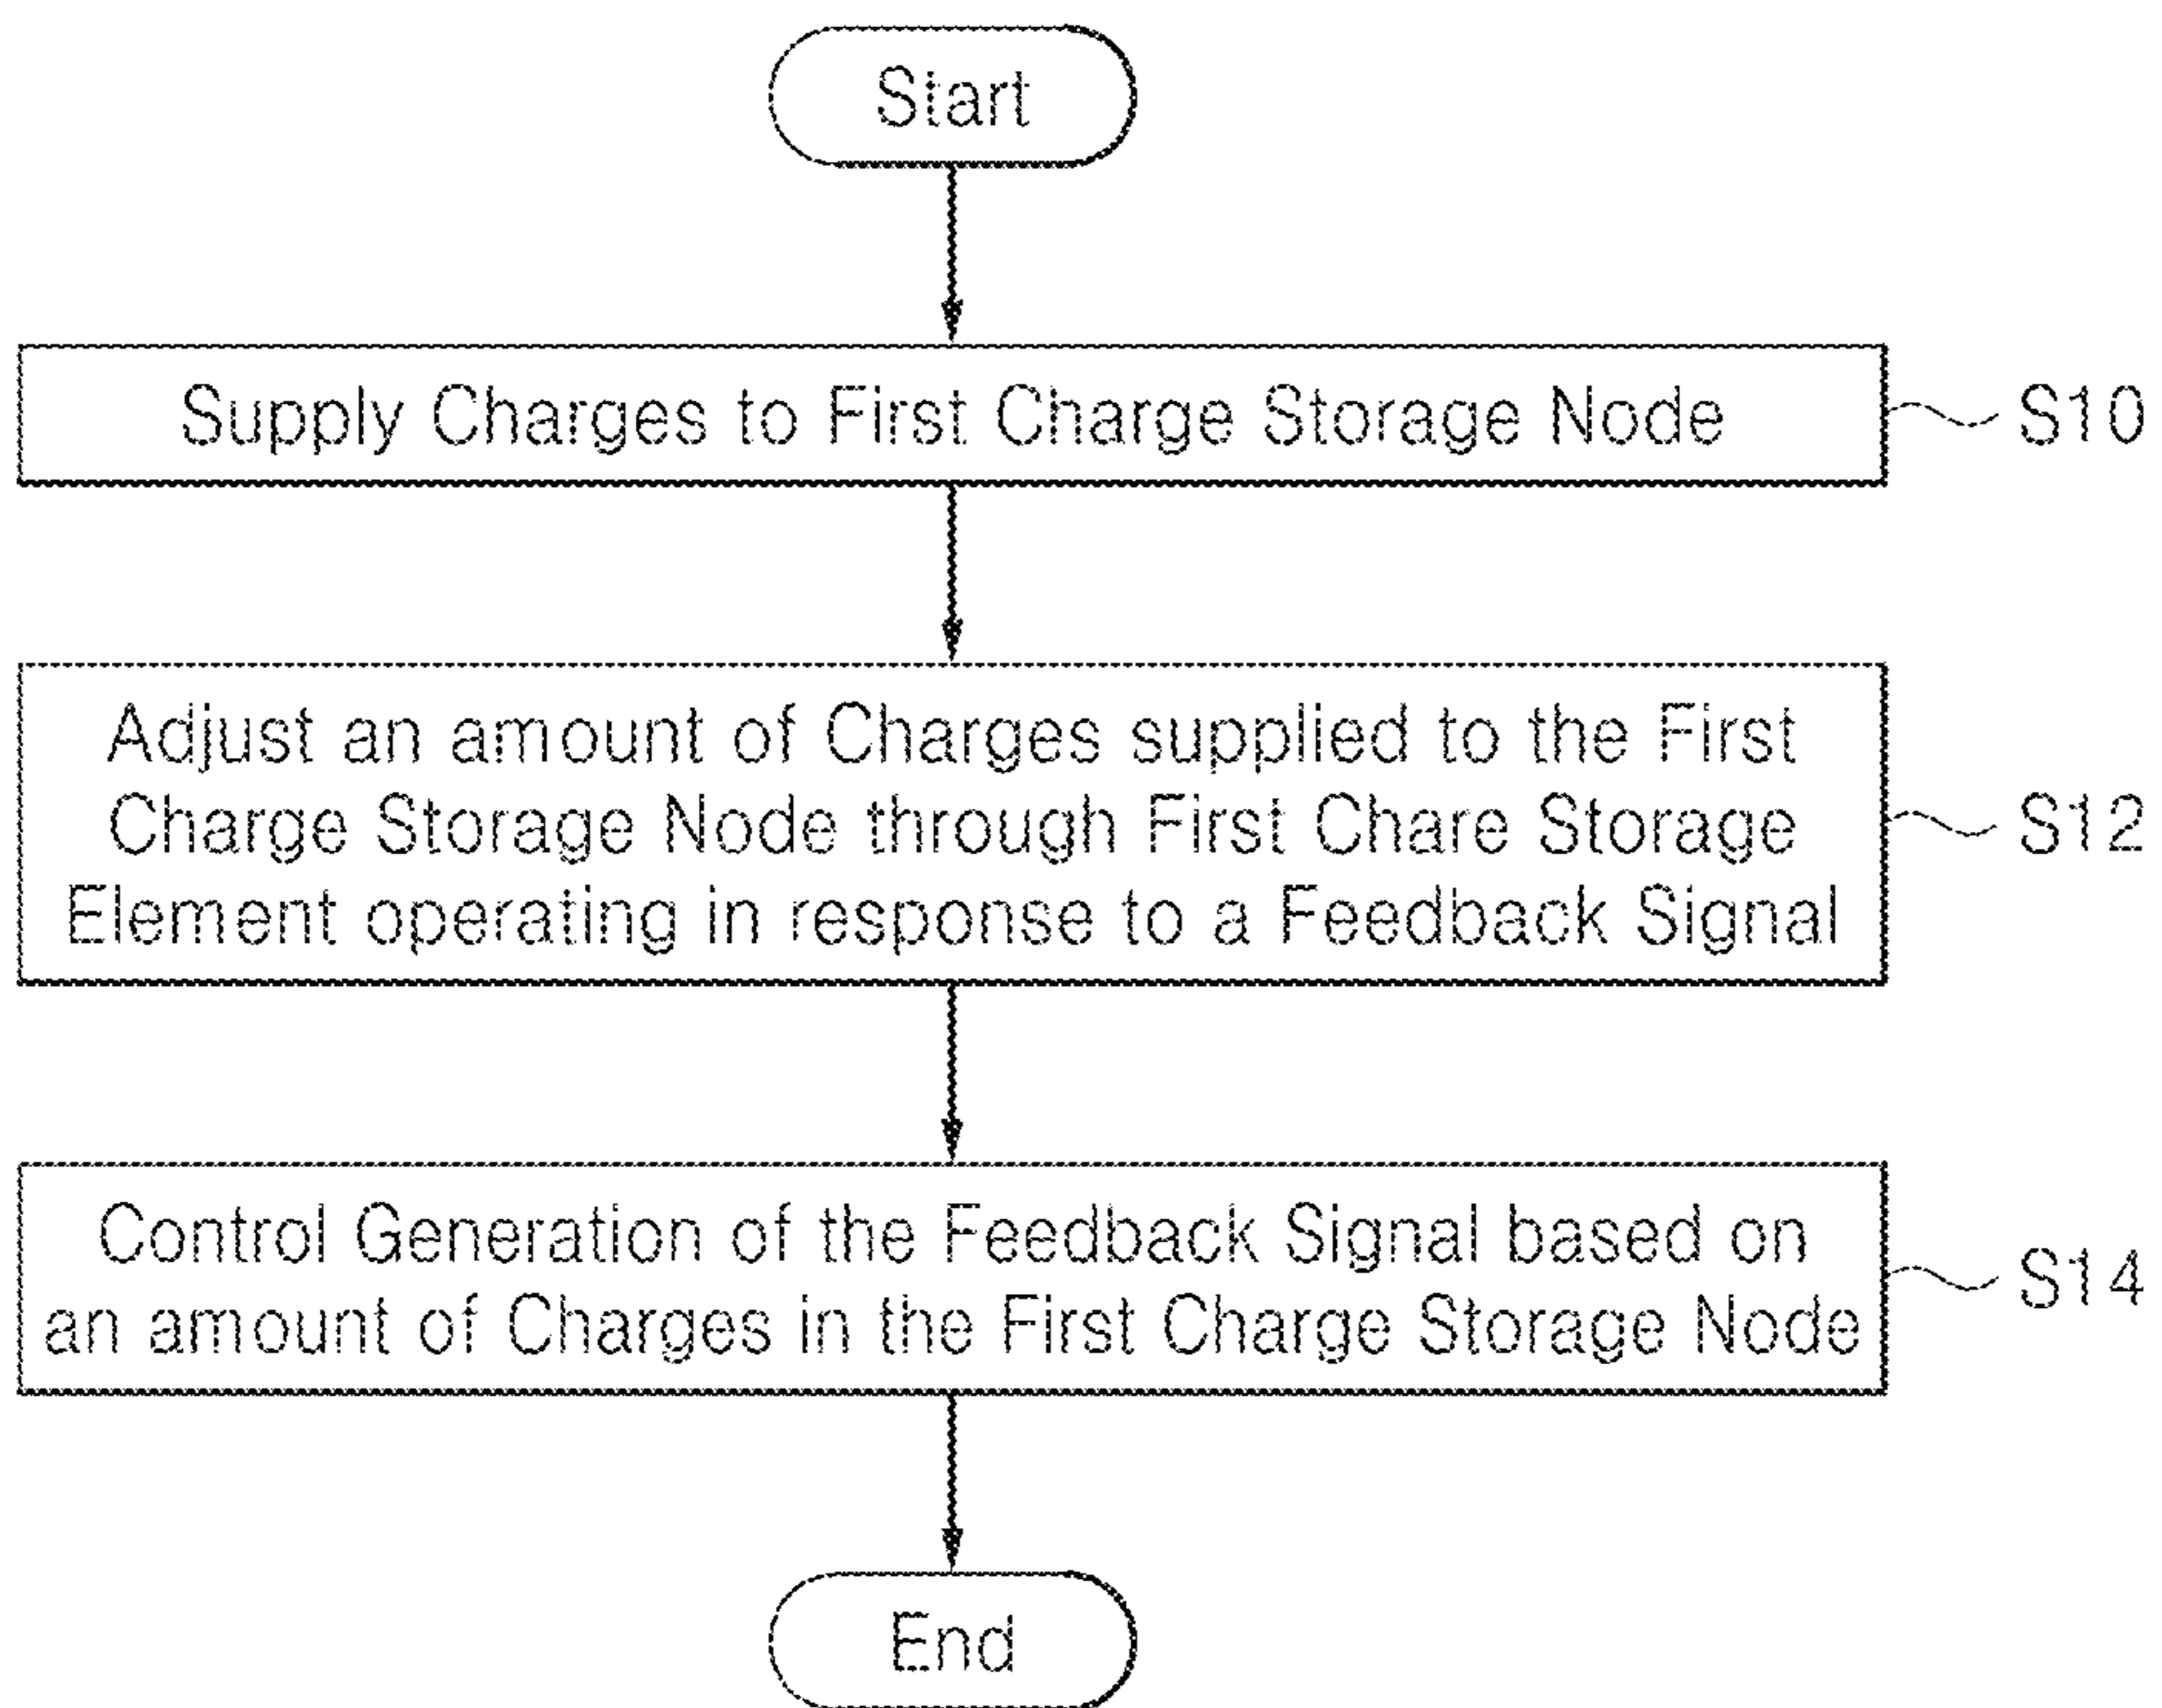 Start
Supply Charges to First Charge Storage Node
S10
Adjust an amount of Charges supplied to the First
Charge Storage Node through First Chare Storage
Element operating in response to a Feedback Signal
S12
Control Generation of the Feedback Signal based on
an amount of Charges in the First Charge Storage Node
S14
End